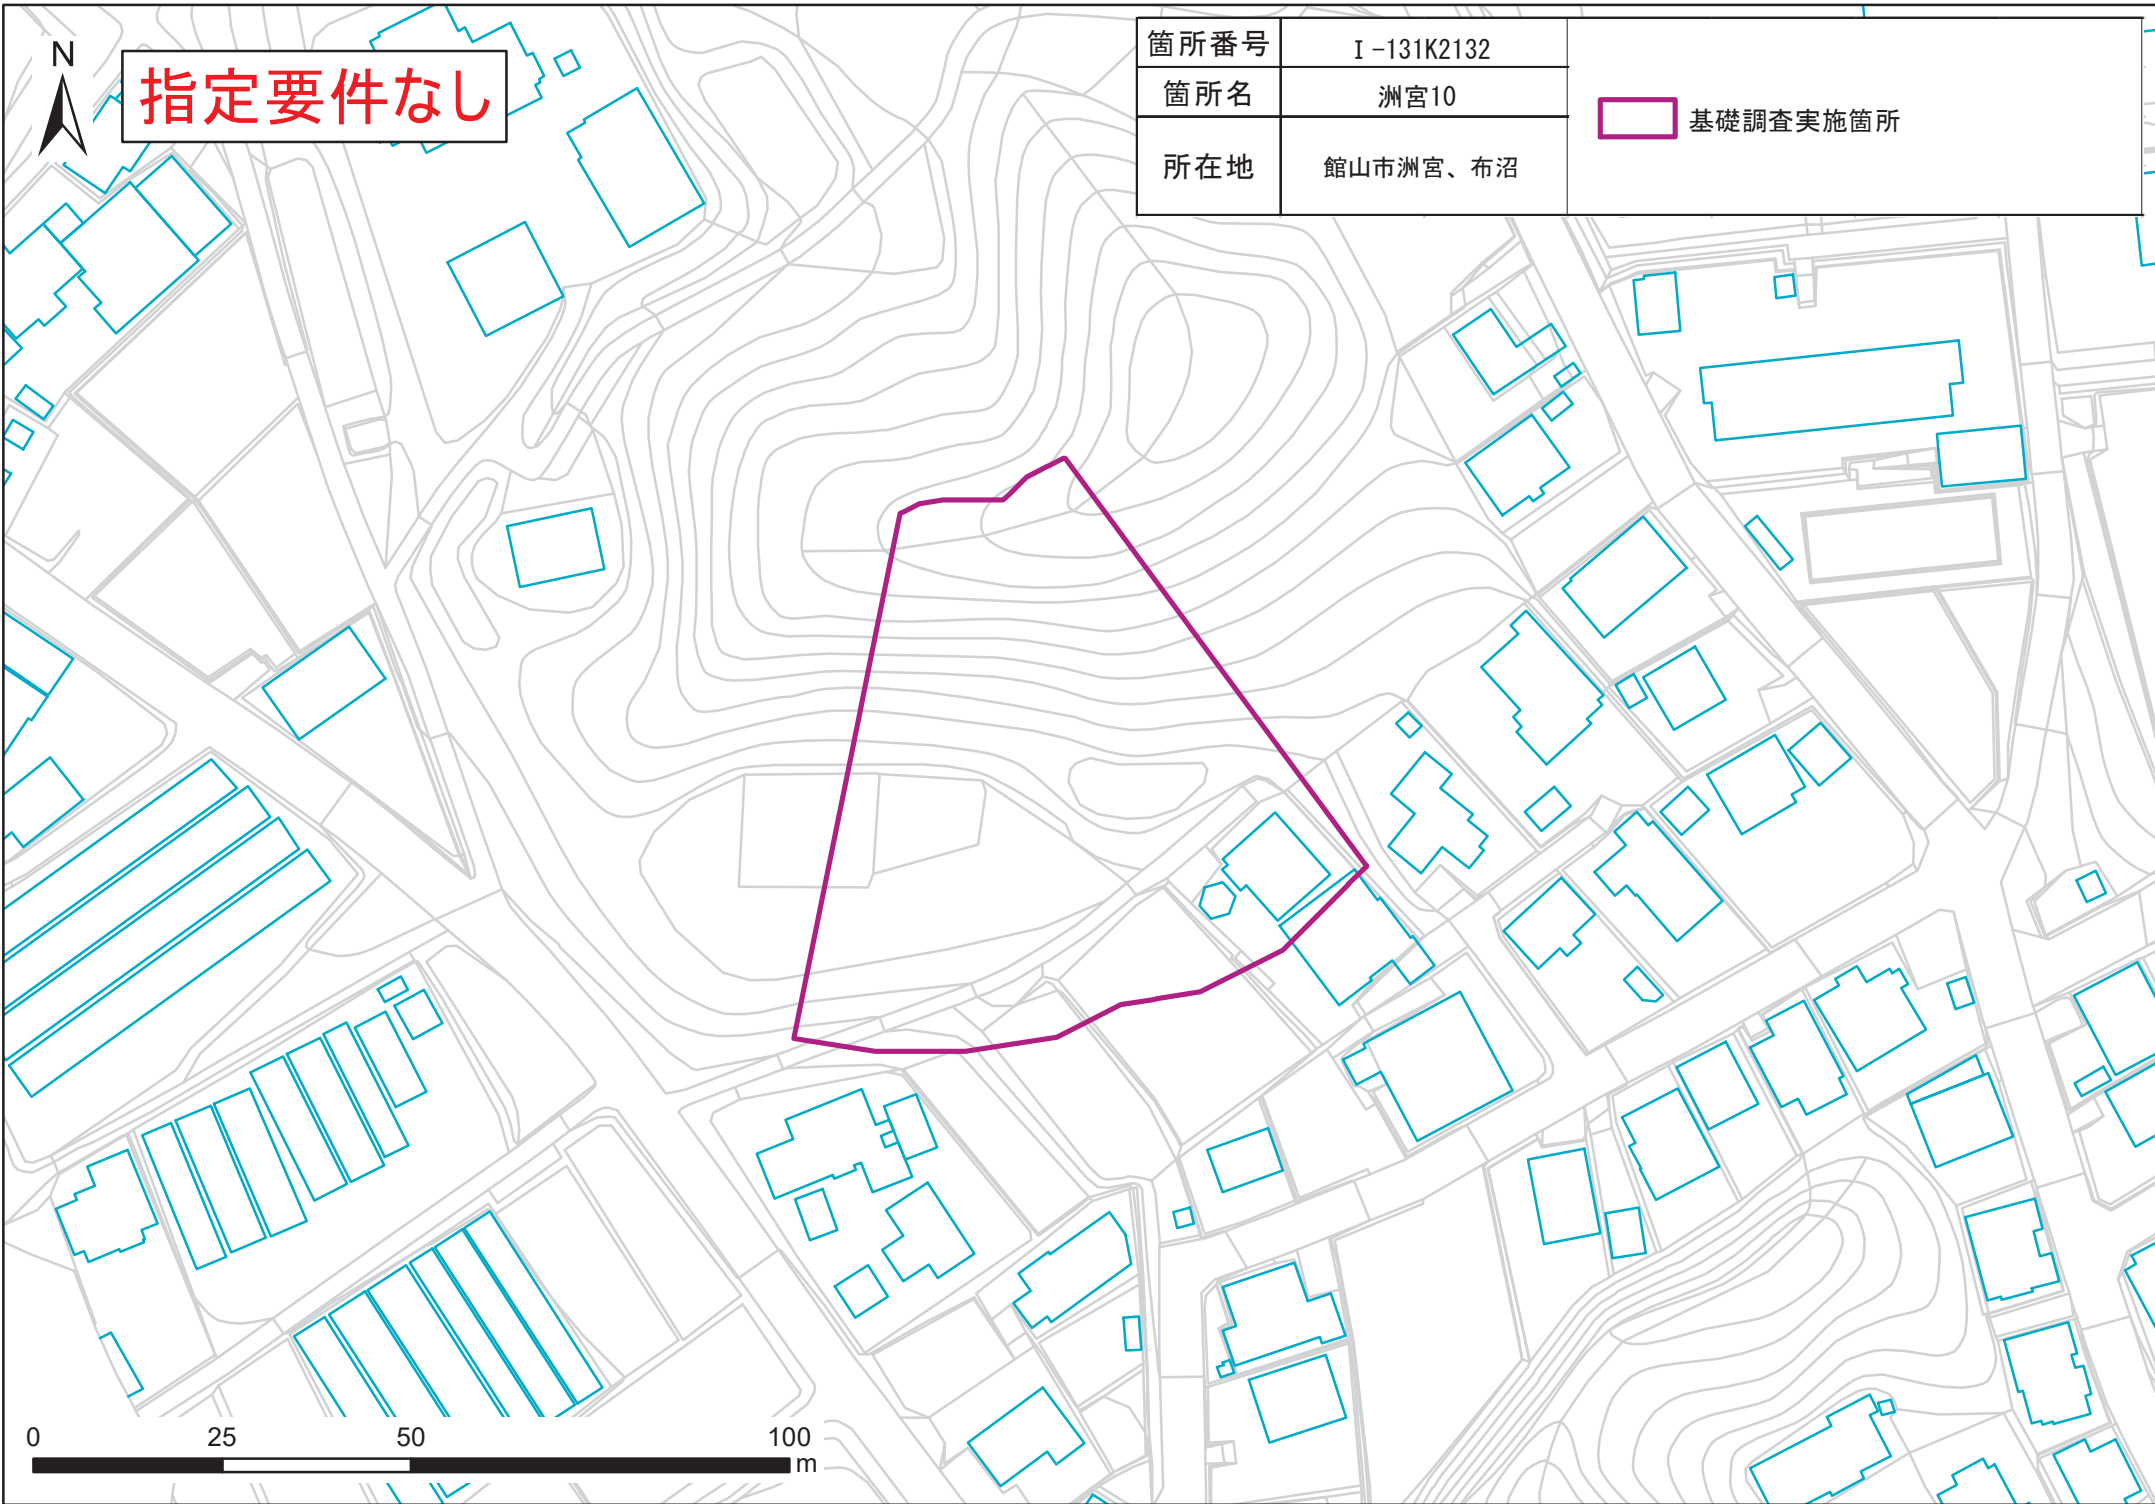 N
指定要件なし
箇所番号 Ⅰ-131K2132
箇所名 洲宮10
所在地 館山市洲宮、布沼
基礎調査実施箇所
0 25 50 100
m